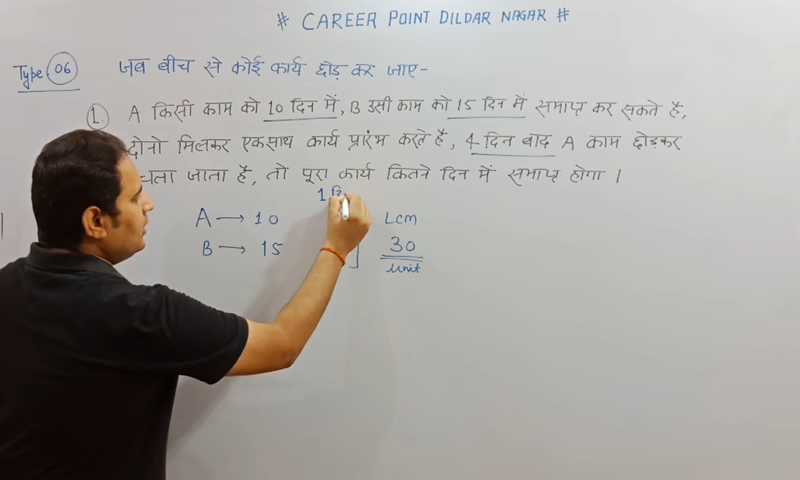 # CAREER POINT DILDAR NAGAR #
Type 06 जब बीच से कोई कार्य छोड़ कर जाए -
1. A किसी काम को 10 दिन में, B उसी काम को 15 दिन में समाप्त कर सकते है,
दोनो मिलकर एकसाथ कार्य प्रारंभ करते है, 4 दिन बाद A काम छोड़कर
चला जाता है, तो पूरा कार्य कितने दिन में समाप्त होगा ।
1
A → 10 Lcm
B → 15 30
unit